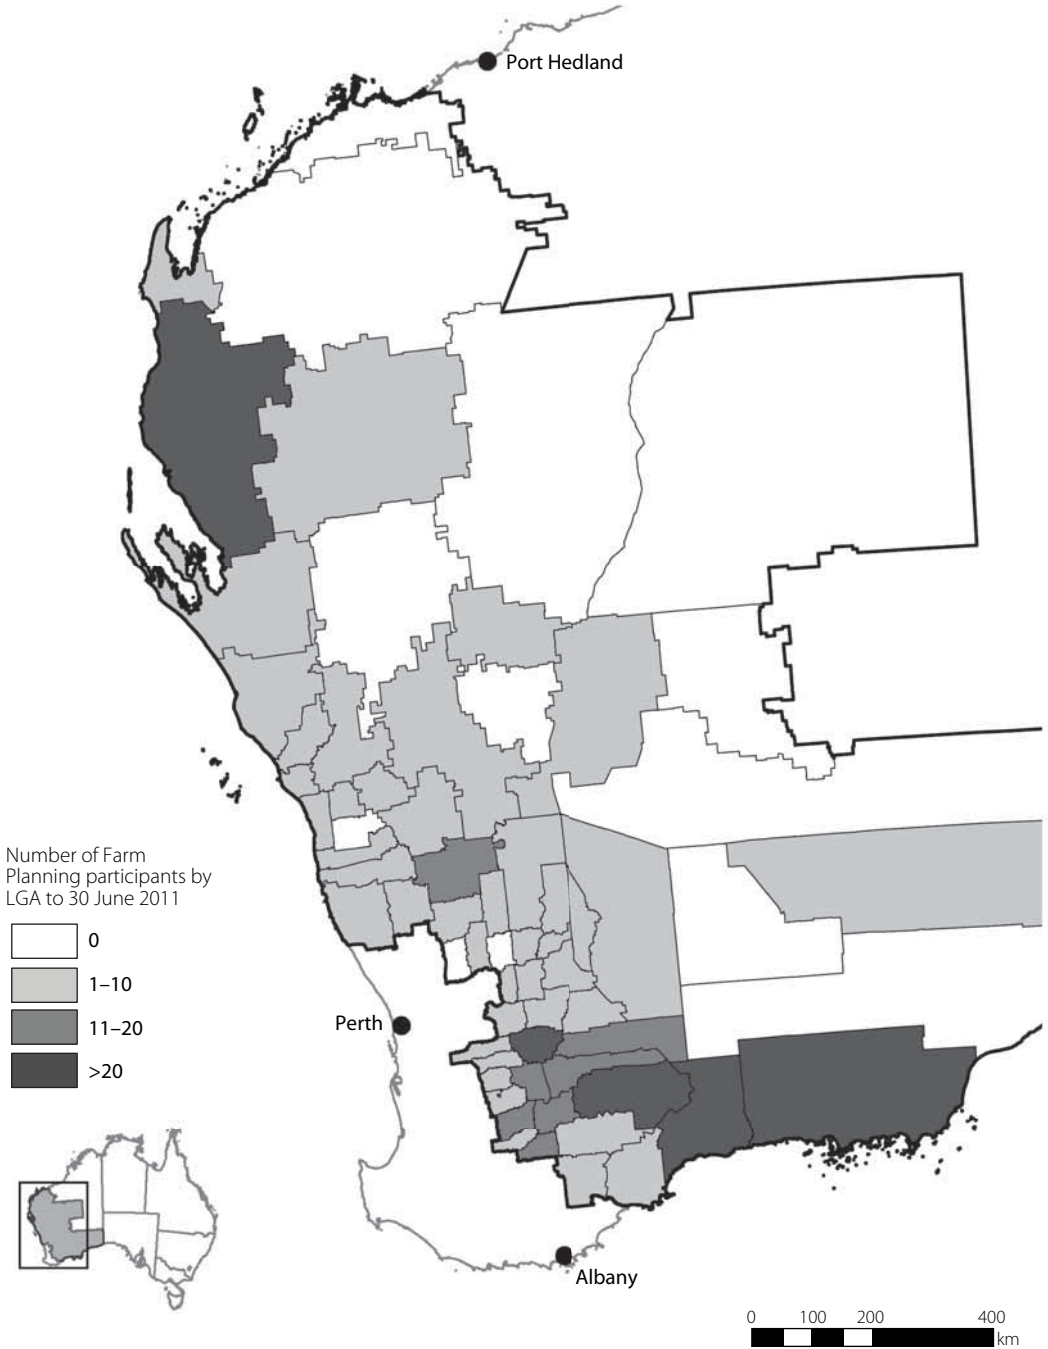 Port Hedland
Number of Farm
Planning participants by
LGA to 30 June 2011
0
1–10
11–20
>20
Perth
Albany
0 100 200 400
km